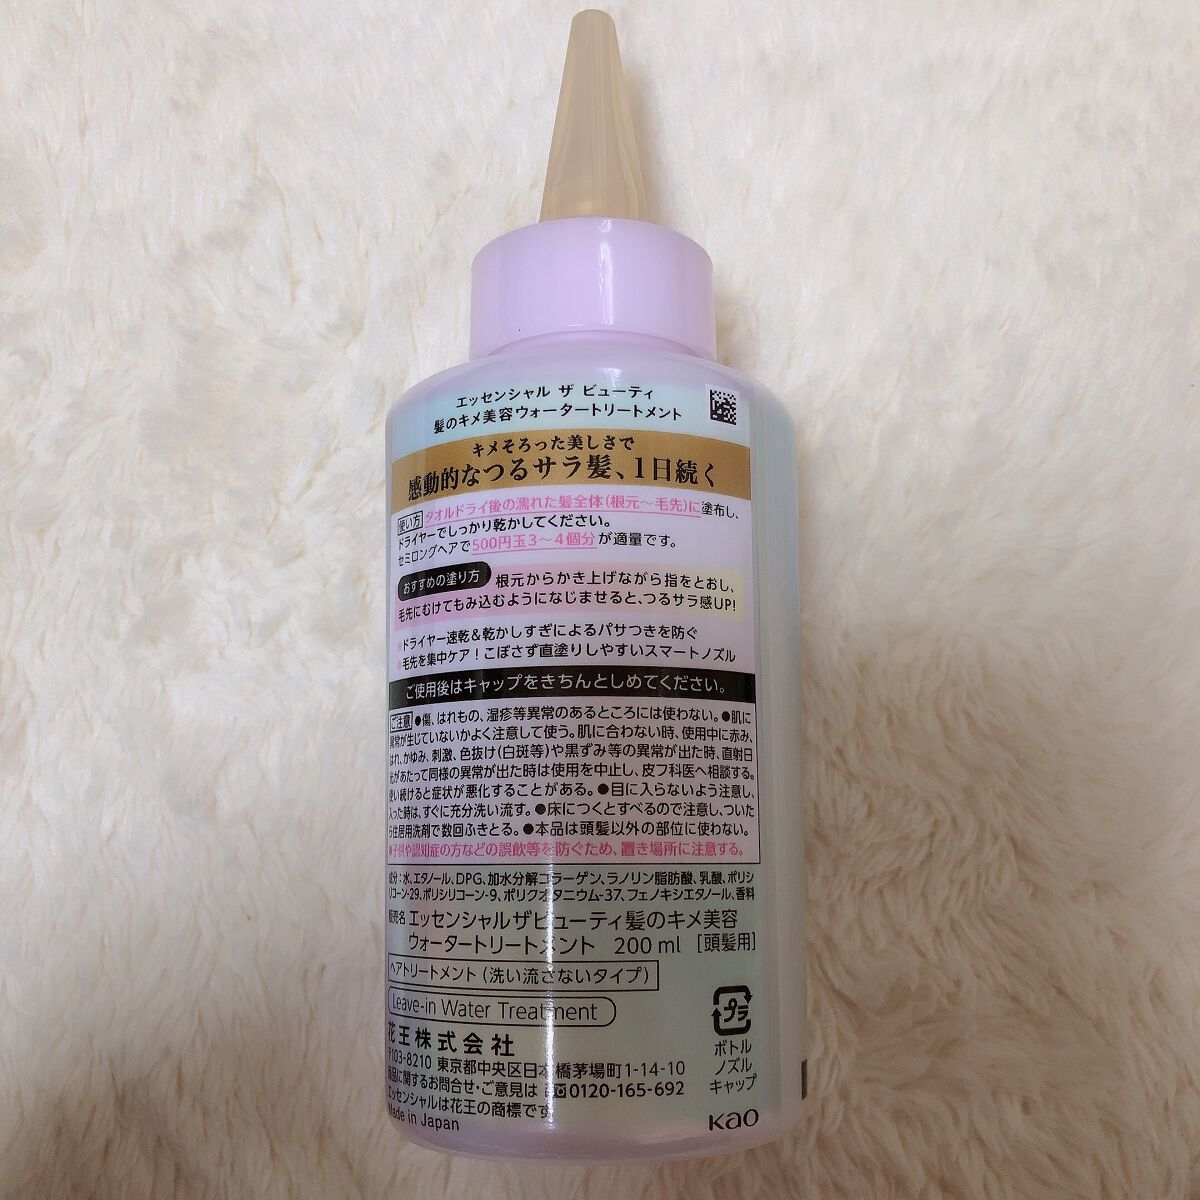 エッセンシャル ザ ビューティ
髪のキメ美容ウォータートリートメント
キメそろった美しさで
感動的なつるサラ髪、1日続く
使い方 タオルドライ後の濡れた髪全体(根元~毛先)に塗布し、
ドライヤーでしっかり乾かしてください。
セミロングヘアで500円玉3~4個分が適量です。
おすすめの塗り方 根元からかき上げながら指をとおし、
毛先にむけてもみ込むようになじませると、つるサラ感UP!
●ドライヤー速乾&乾かしすぎによるパサつきを防ぐ
●毛先を集中ケア!こぼさず直塗りしやすいスマートノズル
ご使用後はキャップをきちんとしめてください。
ご注意 ●傷、はれもの、湿疹等異常のあるところには使わない。●肌に
異常が生じていないかよく注意して使う。肌に合わない時、使用中に赤み、
はれ、かゆみ、刺激、色抜け(白斑等)や黒ずみ等の異常が出た時、直射日
光があたって同様の異常が出た時は使用を中止し、皮フ科医へ相談する。
使い続けると症状が悪化することがある。●目に入らないよう注意し、
入った時は、すぐに充分洗い流す。●床につくとすべるので注意し、ついた
ら住居用洗剤で数回ふきとる。●本品は頭髪以外の部位に使わない。
●子供や認知症の方などの誤飲等を防ぐため、置き場所に注意する。
成分:水、エタノール、DPG、加水分解コラーゲン、ラノリン脂肪酸、乳酸、ポリシ
リコーン-29、ポリシリコーン-9、ポリクオタニウム-37、フェノキシエタノール、香料
販売名 エッセンシャルザビューティ髪のキメ美容
ウォータートリートメント 200ml [頭髪用]
ヘアトリートメント(洗い流さないタイプ)
Leave-in Water Treatment
花王株式会社
〒103-8210 東京都中央区日本橋茅場町1-14-10
商品に関するお問合せ・ご意見は 0120-165-692
エッセンシャルは花王の商標です
Made in Japan
プラ
ボトル
ノズル
キャップ
Kao